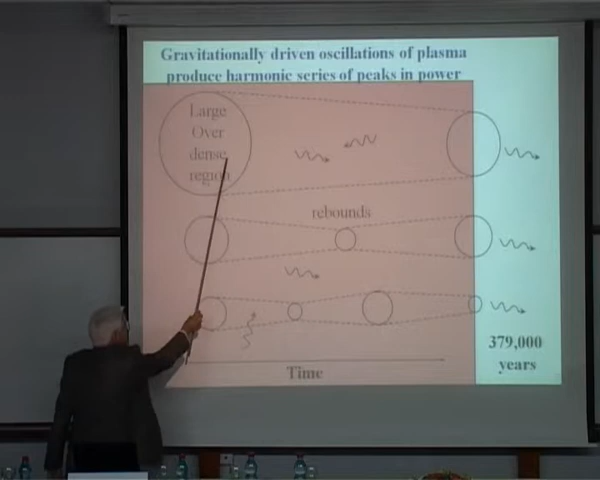 Gravitationally driven oscillations of plasma
produce harmonic series of peaks in power
Large
Over
dense
region
rebounds
379,000
years
Time